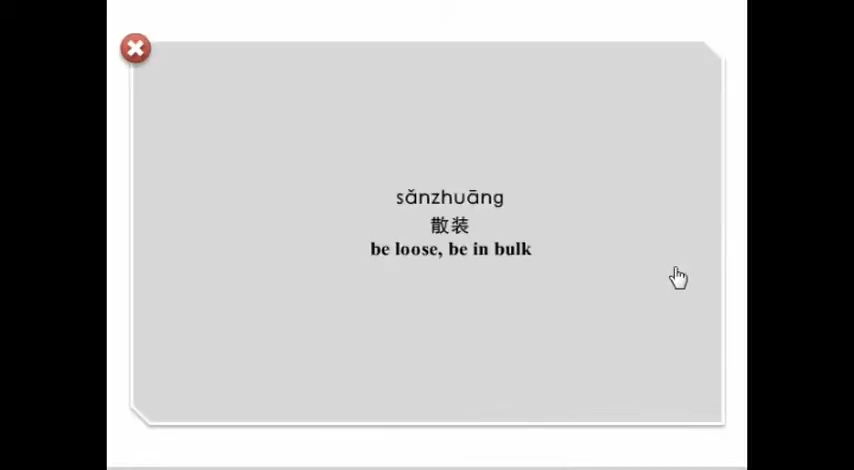 sǎnzhuāng
散装
be loose, be in bulk